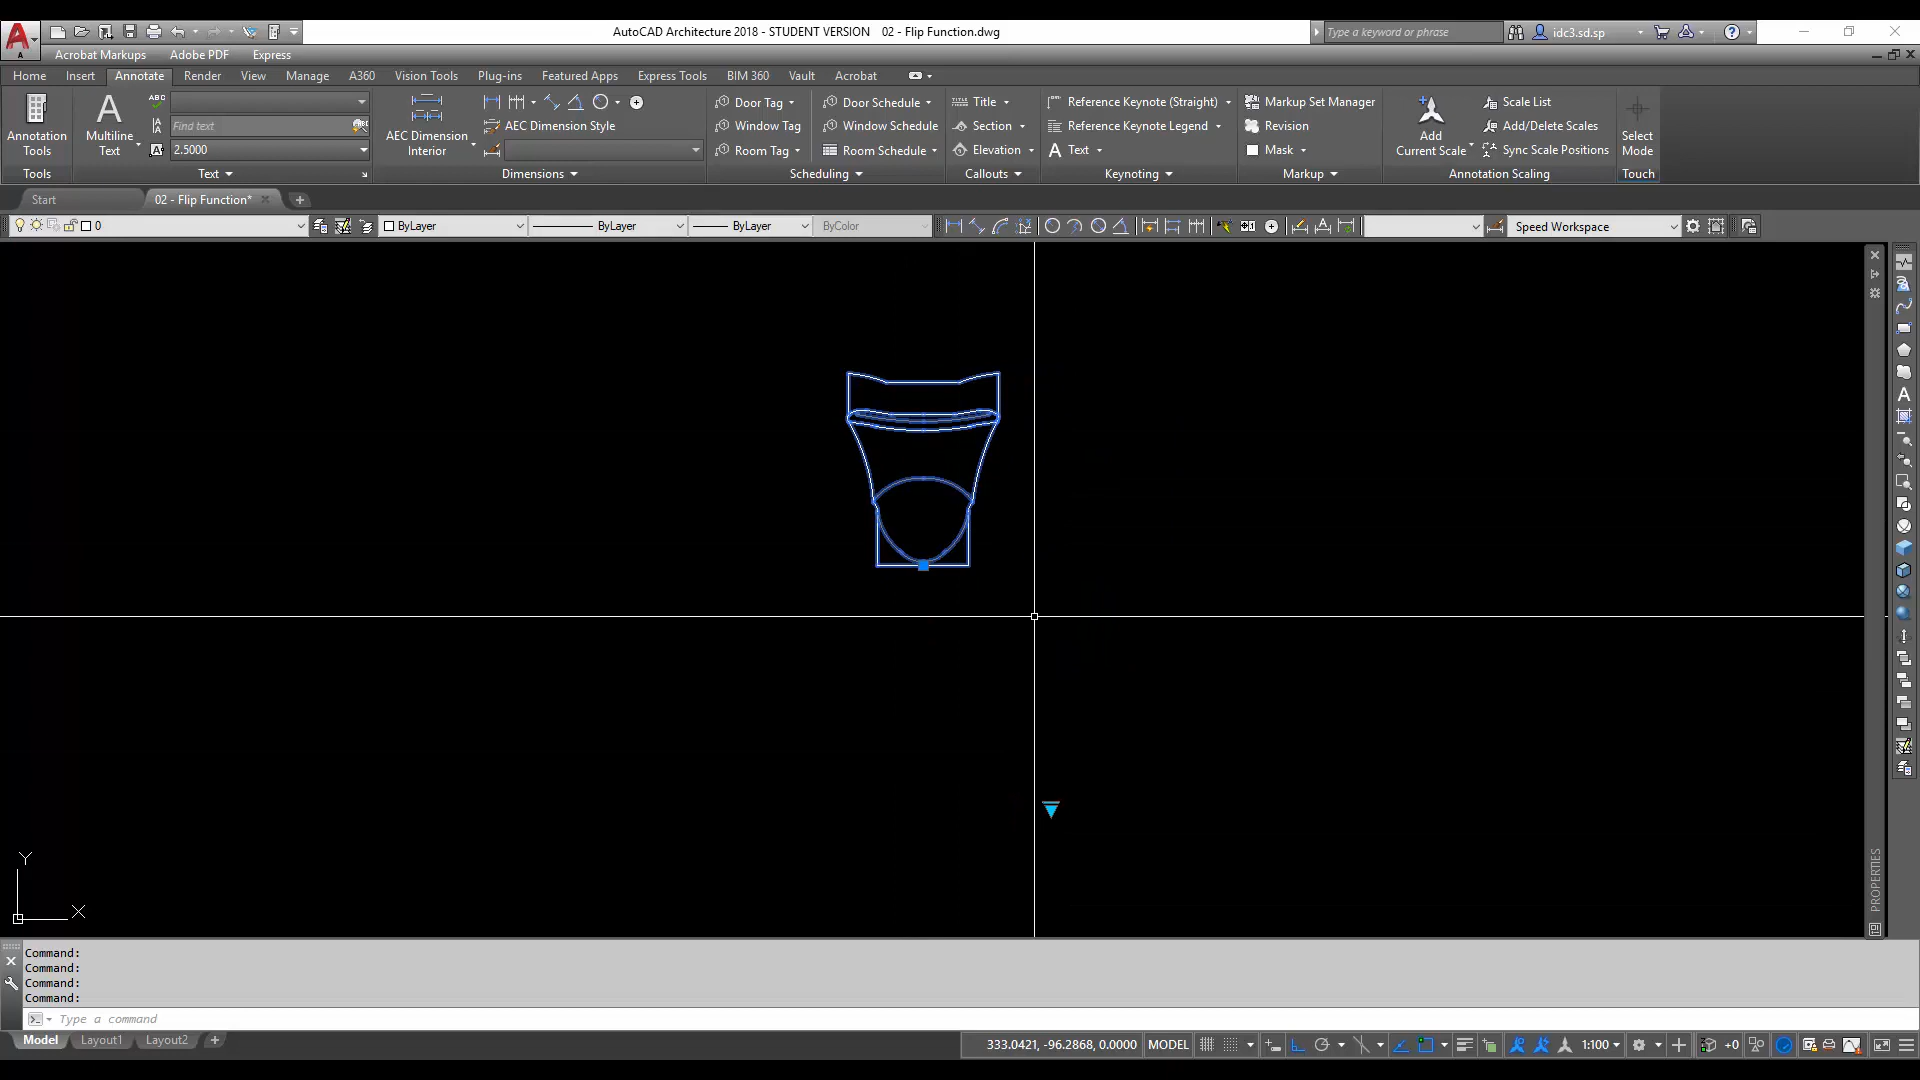 AutoCAD Architecture 2018 - STUDENT VERSION 02 - Flip Function.dwg
Type a keyword or phrase
idc3.sd.sp
Acrobat Markups Adobe PDF Express
Home Insert Annotate Render View Manage A360 Vision Tools Plug-ins Featured Apps Express Tools BIM 360 Vault Acrobat
Annotation
Tools
Tools
Multiline
Text
ABC
Find text
2.5000
Text
AEC Dimension
Interior
AEC Dimension Style
Dimensions
Door Tag
Window Tag
Room Tag
Door Schedule
Window Schedule
Room Schedule
Scheduling
Title
Section
Elevation
Callouts
Reference Keynote (Straight)
Reference Keynote Legend
Text
Keynoting
Markup Set Manager
Revision
Mask
Markup
Add
Current Scale
Scale List
Add/Delete Scales
Sync Scale Positions
Annotation Scaling
Select
Mode
Touch
Start
02 - Flip Function*
0
ByLayer
ByLayer
ByLayer
ByColor
Speed Workspace
PROPERTIES
Y
X
Command:
Command:
Command:
Command:
Type a command
Model Layout1 Layout2
333.0421, -96.2868, 0.0000 MODEL
1:100
+0